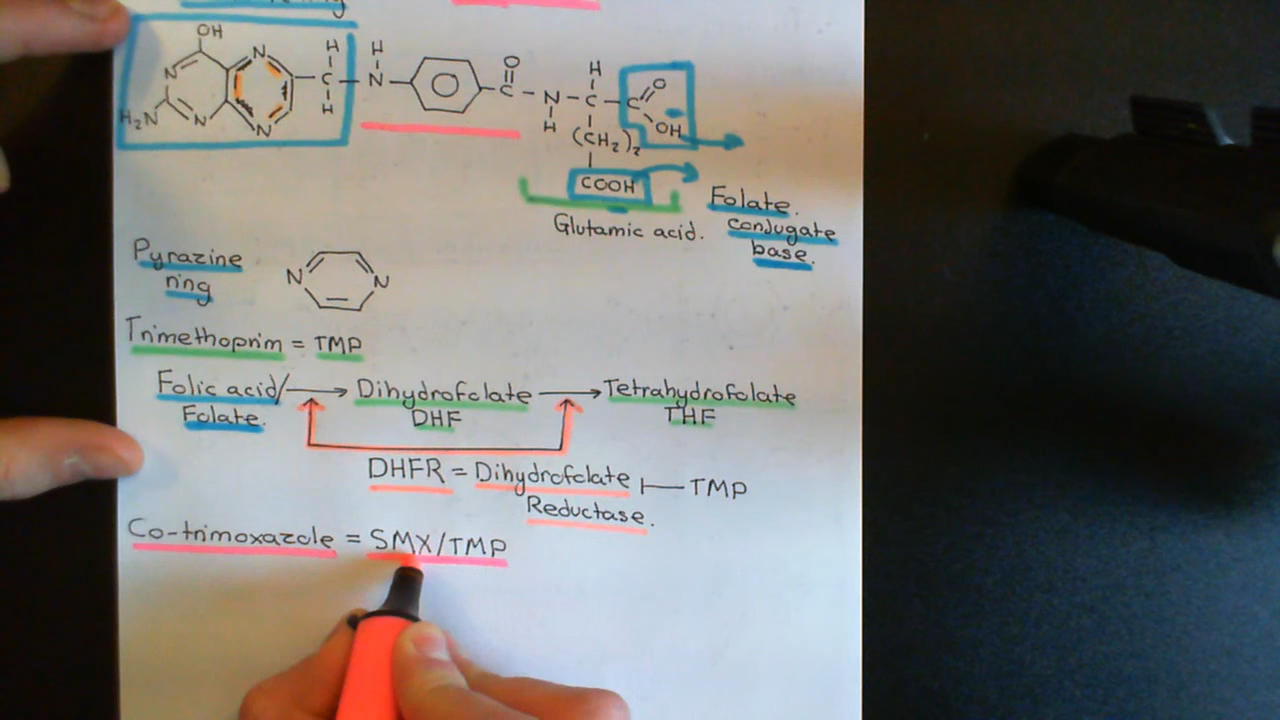 OH
N N H H O H O
C N C N C C
H2N N N H H OH
(CH2)2
COOH
Glutamic acid.
Folate.
conjugate
base.
Pyrazine
ring
N N
Trimethoprim = TMP
Folic acid/ → Dihydrofolate → Tetrahydrofolate
Folate. DHF THF
DHFR = Dihydrofolate ⊢ TMP
Reductase.
Co-trimoxazole = SMX/TMP